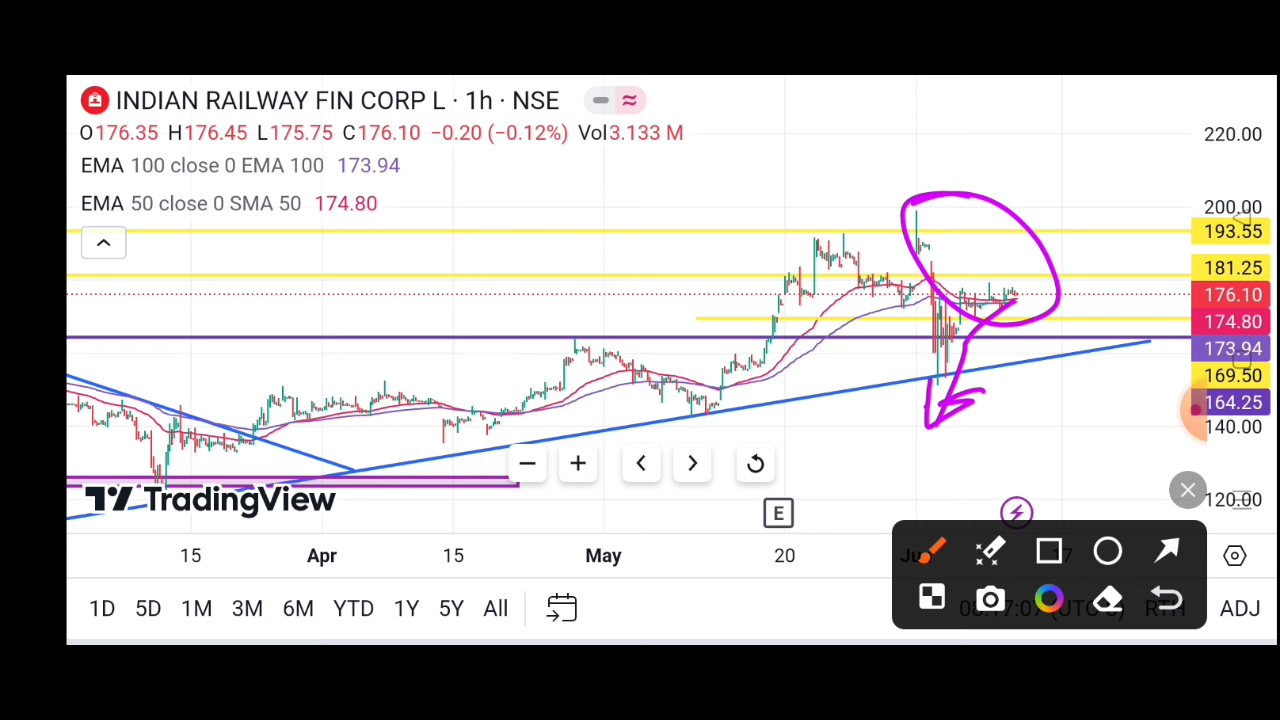 INDIAN RAILWAY FIN CORP L · 1h · NSE
O176.35 H176.45 L175.75 C176.10 −0.20 (−0.12%) Vol3.133 M
EMA 100 close 0 EMA 100 173.94
EMA 50 close 0 SMA 50 174.80
220.00
200.00
193.55
181.25
176.10
174.80
173.94
169.50
164.25
140.00
120.00
TradingView
E
15 Apr 15 May 20 17
1D 5D 1M 3M 6M YTD 1Y 5Y All RTH ADJ